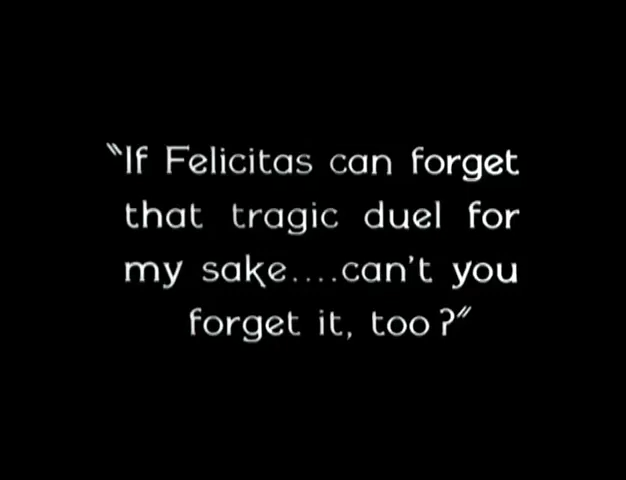 "If Felicitas can forget
that tragic duel for
my sake....can't you
forget it, too?"